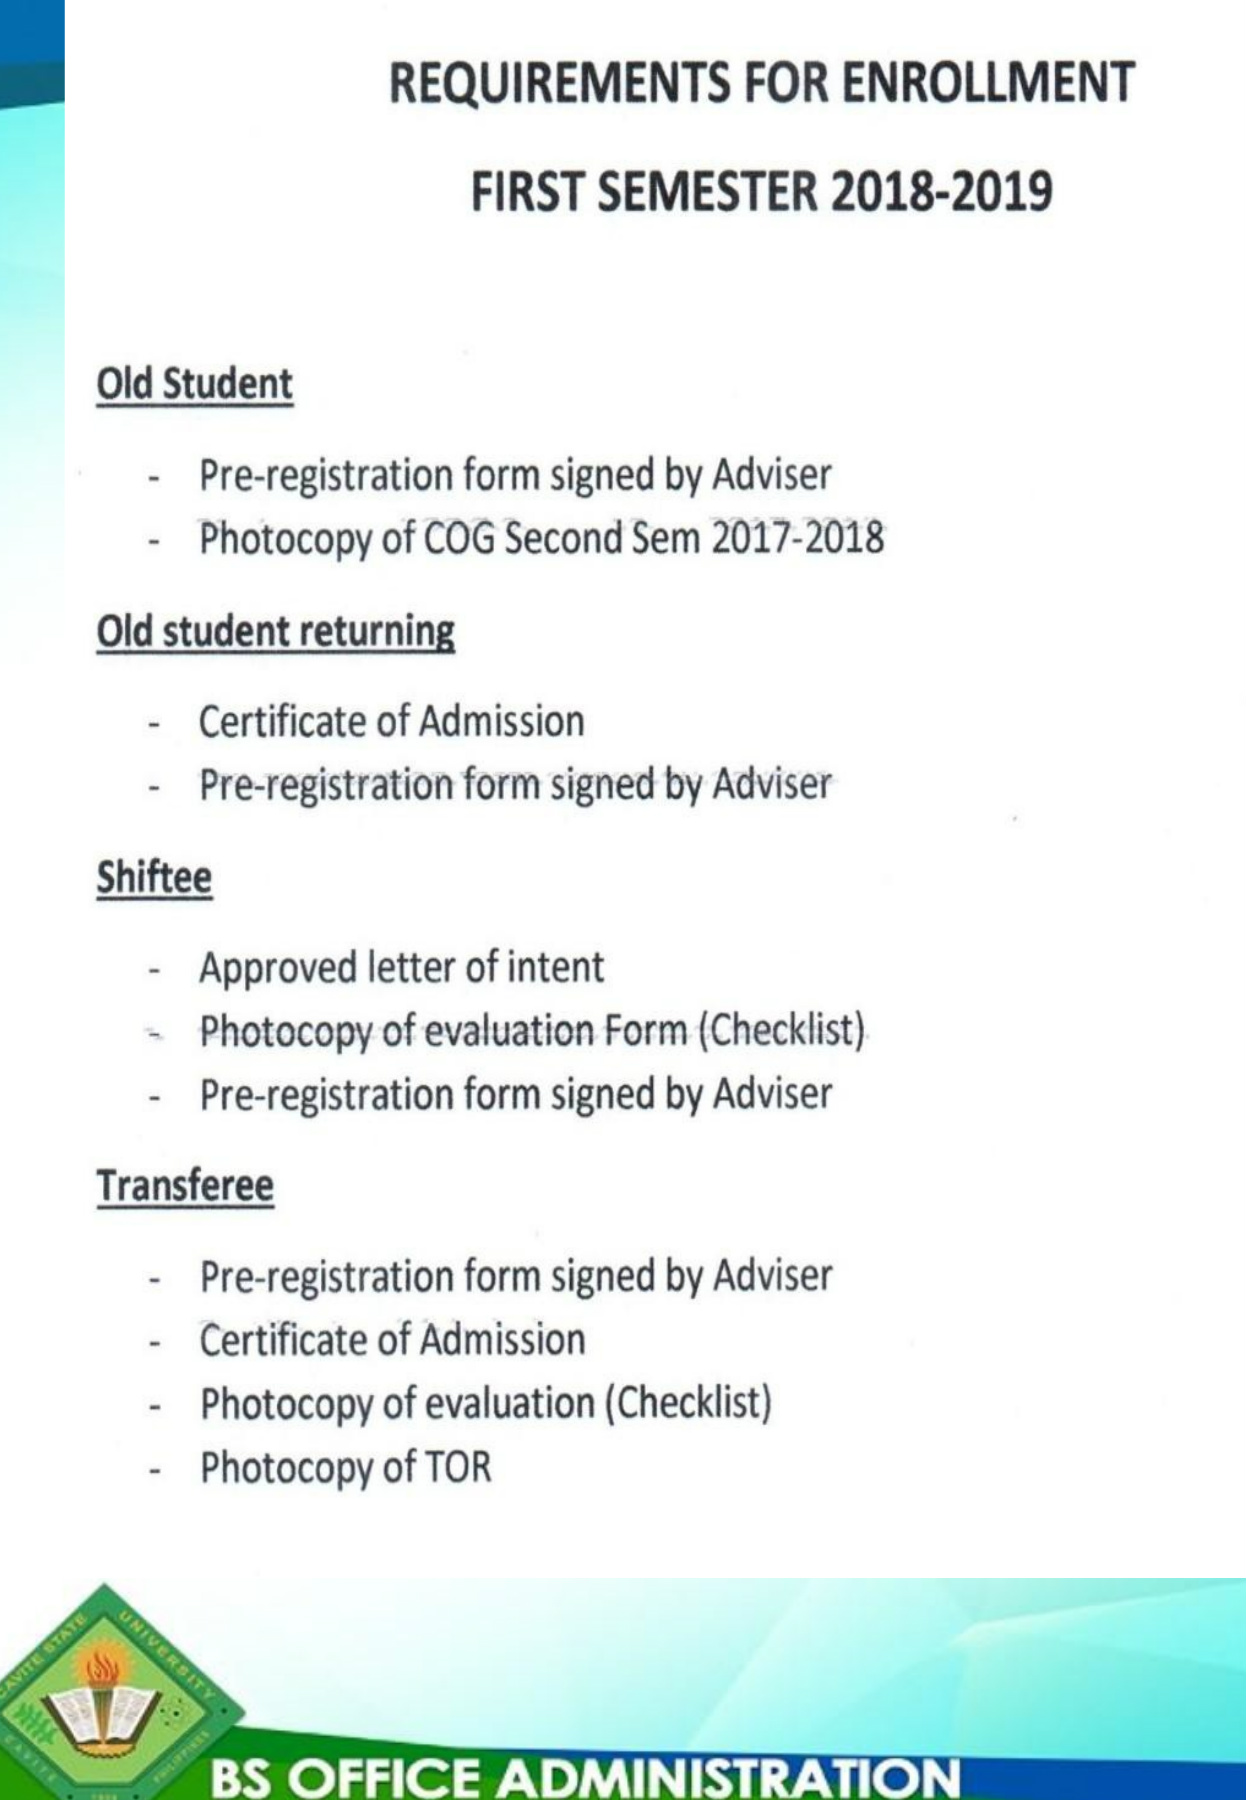 REQUIREMENTS FOR ENROLLMENT
FIRST SEMESTER 2018-2019
Old Student
- Pre-registration form signed by Adviser
- Photocopy of COG Second Sem 2017-2018
Old student returning
- Certificate of Admission
- Pre-registration form signed by Adviser
Shiftee
- Approved letter of intent
- Photocopy of evaluation Form (Checklist)
- Pre-registration form signed by Adviser
Transferee
- Pre-registration form signed by Adviser
- Certificate of Admission
- Photocopy of evaluation (Checklist)
- Photocopy of TOR
CAVITE STATE UNIVERSITY
CAVITE PHILIPPINES
BS OFFICE ADMINISTRATION